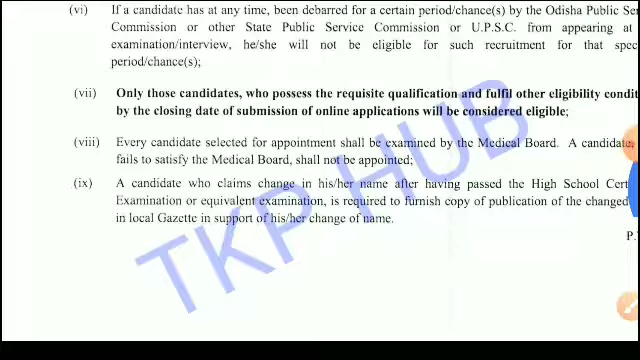 (vi) If a candidate has at any time, been debarred for a certain period/chance(s) by the Odisha Public
Commission or other State Public Service Commission or U.P.S.C. from appearing at
examination/interview, he/she will not be eligible for such recruitment for that
period/chance(s);
(vii) Only those candidates, who possess the requisite qualification and fulfil other eligibility
by the closing date of submission of online applications will be considered eligible;
(viii) Every candidate selected for appointment shall be examined by the Medical Board. A candidate,
fails to satisfy the Medical Board, shall not be appointed;
(ix) A candidate who claims change in his/her name after having passed the High School
Examination or equivalent examination, is required to furnish copy of publication of the changed
in local Gazette in support of his/her change of name.
TKP HUB